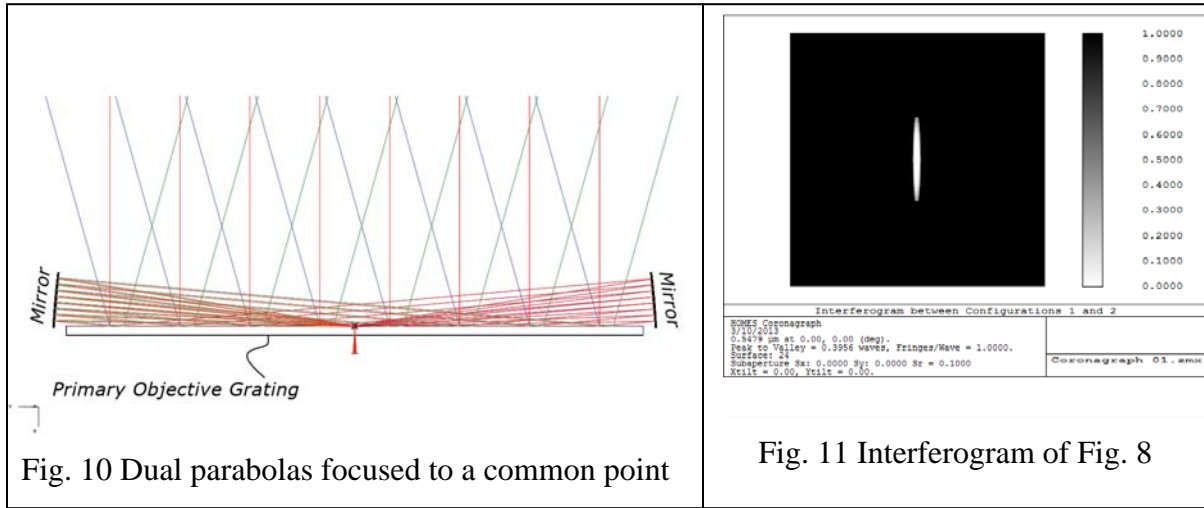 Mirror
Mirror
Primary Objective Grating
Fig. 10 Dual parabolas focused to a common point
1.0000
0.9000
0.8000
0.7000
0.6000
0.5000
0.4000
0.3000
0.2000
0.1000
0.0000
Interferogram between Configurations 1 and 2
HOMES Coronagraph
3/10/2013
0.5479 µm at 0.00, 0.00 (deg).
Peak to Valley = 0.3956 waves, Fringes/Wave = 1.0000.
Surface: 24
Subaperture Sx: 0.0000 Sy: 0.0000 Sr = 0.1000
Xtilt = 0.00, Ytilt = 0.00.
Coronagraph 01.zmx
Fig. 11 Interferogram of Fig. 8